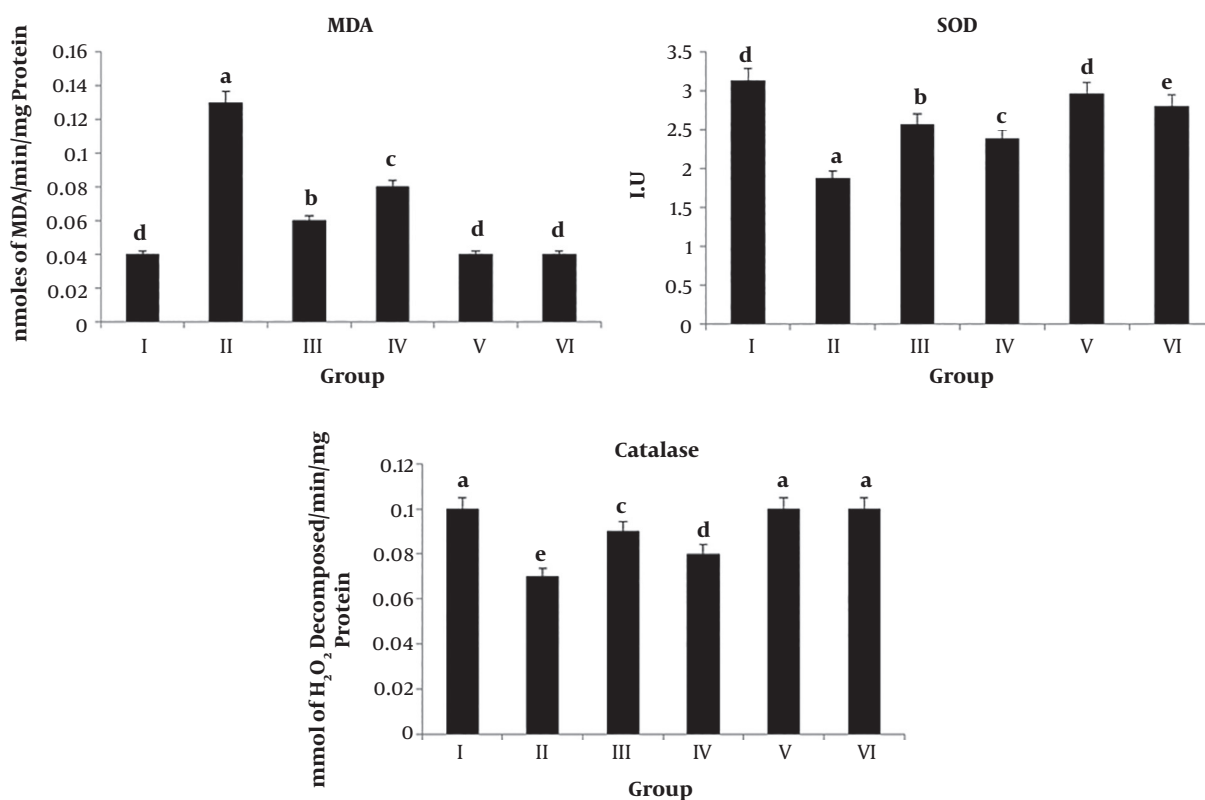 MDA
nmoles of MDA/min/mg Protein
0.16
0.14
0.12
0.1
0.08
0.06
0.04
0.02
0
d
a
b
c
d
d
I II III IV V VI
Group
SOD
I.U
3.5
3
2.5
2
1.5
1
0.5
0
d
a
b
c
d
e
I II III IV V VI
Group
Catalase
mmol of H₂O₂ Decomposed/min/mg
Protein
0.12
0.1
0.08
0.06
0.04
0.02
0
a
e
c
d
a
a
I II III IV V VI
Group